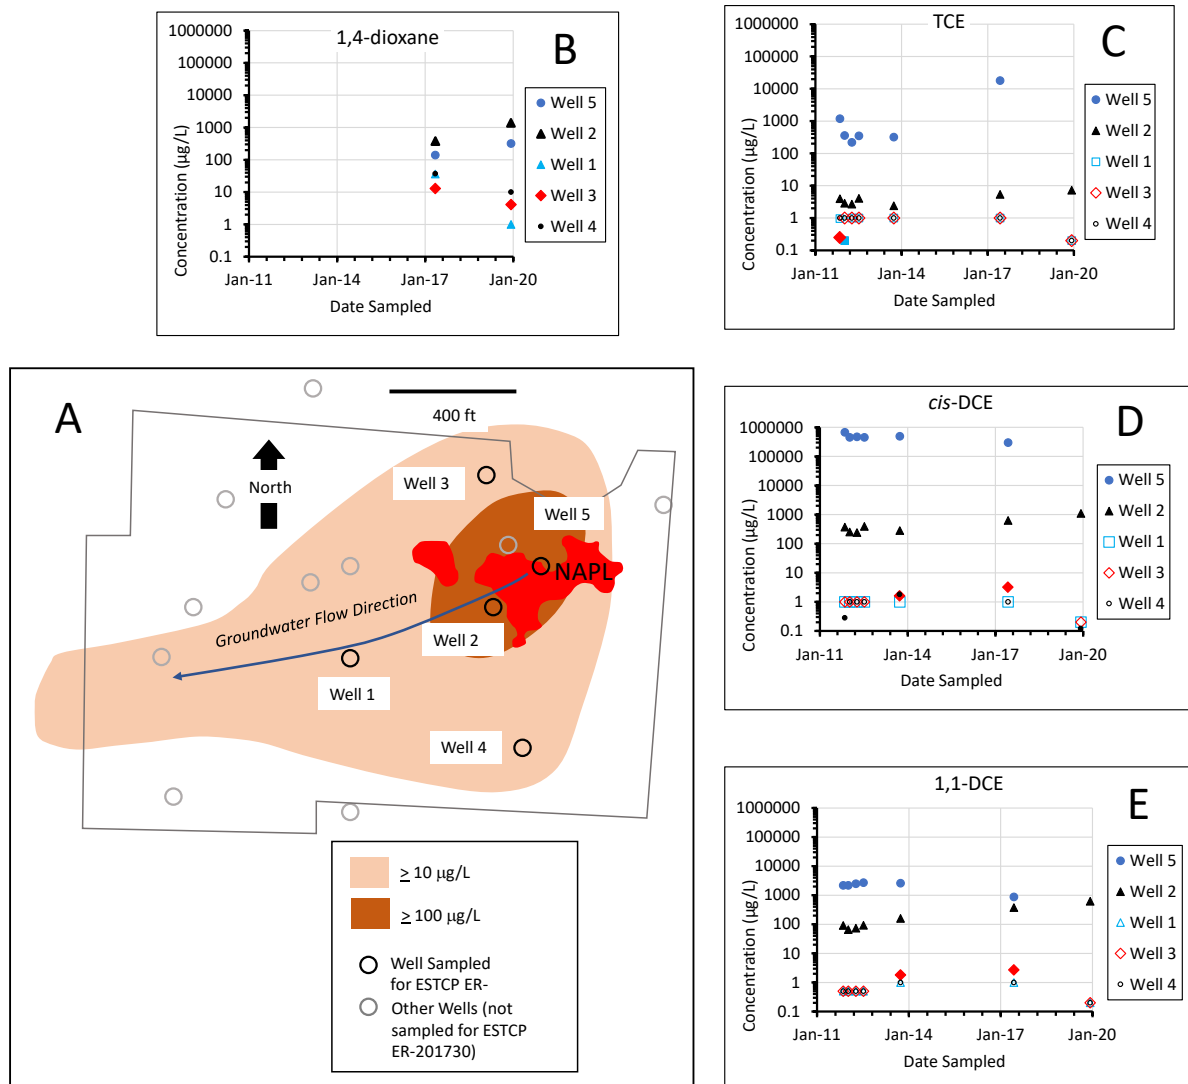 1,4-dioxane
B
1000000
100000
10000
1000
100
10
1
0.1
Concentration (µg/L)
Jan-11 Jan-14 Jan-17 Jan-20
Date Sampled
Well 5
Well 2
Well 1
Well 3
Well 4
TCE
C
1000000
100000
10000
1000
100
10
1
0.1
Concentration (µg/L)
Jan-11 Jan-14 Jan-17 Jan-20
Date Sampled
Well 5
Well 2
Well 1
Well 3
Well 4
A
400 ft
North
Well 3
Well 5
NAPL
Groundwater Flow Direction
Well 2
Well 1
Well 4
≥ 10 µg/L
≥ 100 µg/L
Well Sampled
for ESTCP ER-
Other Wells (not
sampled for ESTCP
ER-201730)
cis-DCE
D
1000000
100000
10000
1000
100
10
1
0.1
Concentration (µg/L)
Jan-11 Jan-14 Jan-17 Jan-20
Date Sampled
Well 5
Well 2
Well 1
Well 3
Well 4
1,1-DCE
E
1000000
100000
10000
1000
100
10
1
0.1
Concentration (µg/L)
Jan-11 Jan-14 Jan-17 Jan-20
Date Sampled
Well 5
Well 2
Well 1
Well 3
Well 4